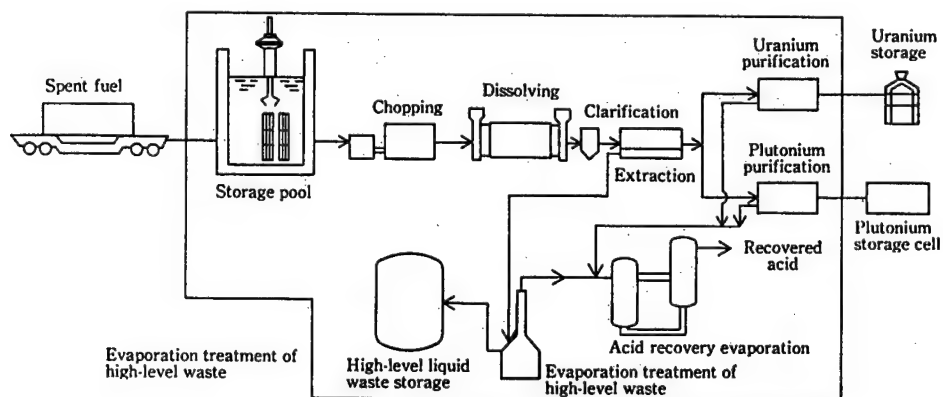 Spent fuel
Storage pool
Chopping
Dissolving
Clarification
Extraction
Uranium
purification
Uranium
storage
Plutonium
purification
Plutonium
storage cell
Recovered
acid
Acid recovery evaporation
High-level liquid
waste storage
Evaporation treatment of
high-level waste
Evaporation treatment of
high-level waste